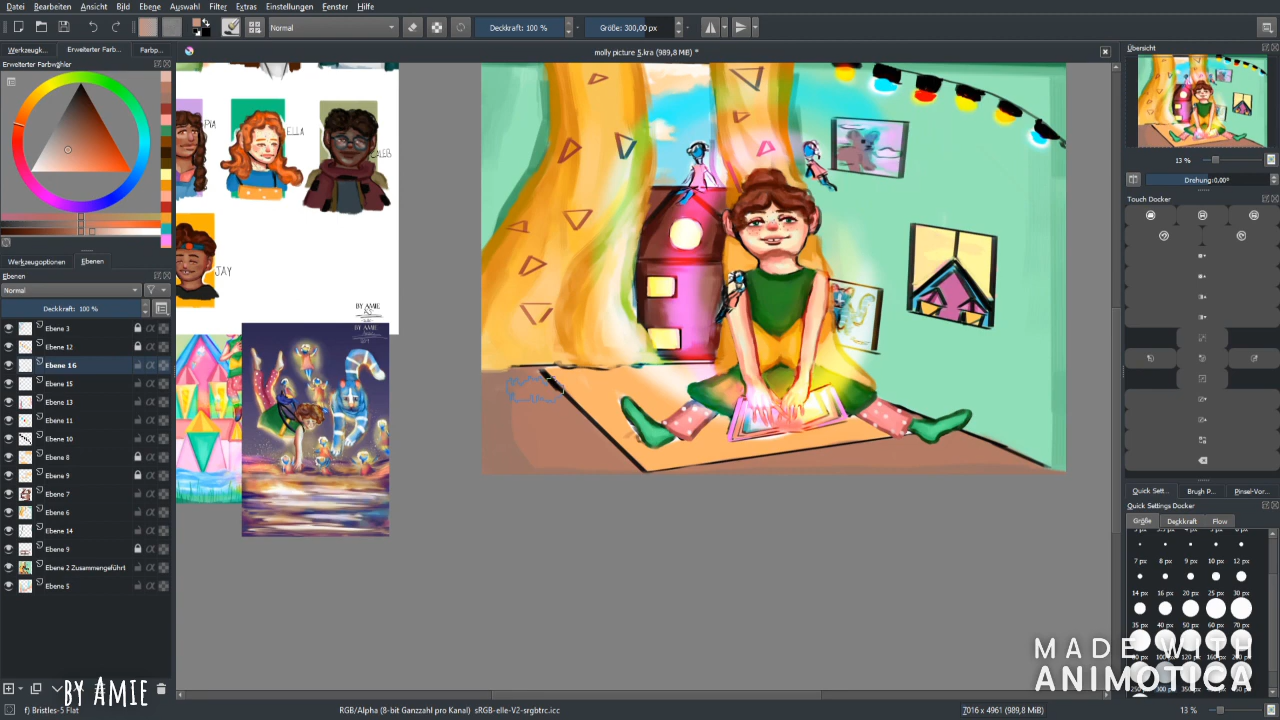 Datei Bearbeiten Ansicht Bild Ebene Auswahl Filter Extras Einstellungen Fenster Hilfe
Normal
Deckkraft: 100 %
Größe: 300,00 px
Werkzeugk...
Erweiterter Farb...
Farbp...
molly picture 5.kra (989,8 MiB) *
Übersicht
Erweiterter Farbwähler
PIA
ELLA
CALEB
JAY
BY AMIE
BY AMIE
13 %
Drehung:0.00°
Touch Docker
Werkzeugoptionen
Ebenen
Ebenen
Normal
Deckkraft: 100 %
Ebene 3
Ebene 12
Ebene 16
Ebene 15
Ebene 13
Ebene 11
Ebene 10
Ebene 8
Ebene 9
Ebene 7
Ebene 6
Ebene 14
Ebene 9
Ebene 2 Zusammengeführt
Ebene 5
Quick Sett...
Brush P...
Pinsel-Vor...
Quick Settings Docker
Größe
Deckkraft
Flow
7 px 8 px 9 px 10 px 12 px
14 px 16 px 20 px 25 px 30 px
35 px 40 px 50 px 60 px 70 px
MADE WITH
ANIMOTICA
BY AMIE
f) Bristles-5 Flat
RGB/Alpha (8-bit Ganzzahl pro Kanal) sRGB-elle-V2-srgbtrc.icc
7016 x 4961 (989,8 MiB)
13 %